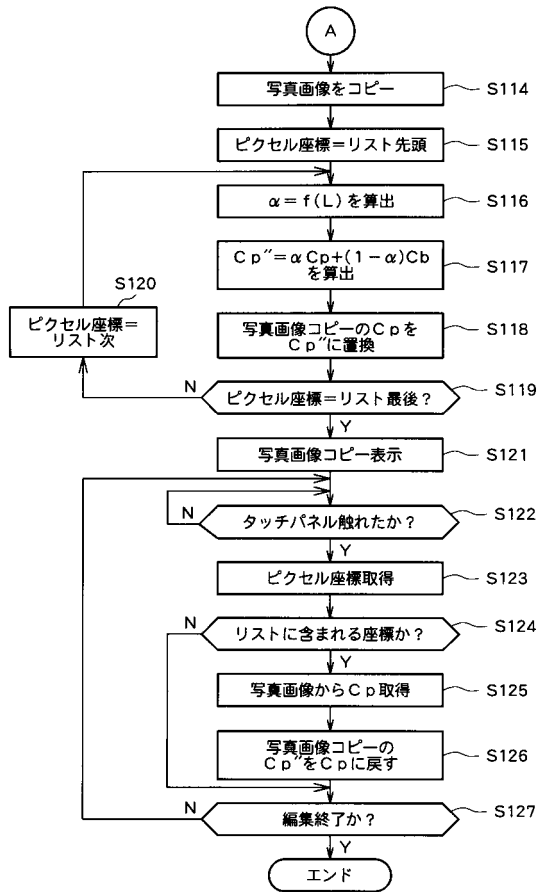 A
写真画像をコピー
S114
ピクセル座標=リスト先頭
S115
α=f(L)を算出
S116
Cp″=αCp+(1-α)Cb
を算出
S117
S120
ピクセル座標=
リスト次
写真画像コピーのCpを
Cp″に置換
S118
N
ピクセル座標=リスト最後?
S119
Y
写真画像コピー表示
S121
N
タッチパネル触れたか?
S122
Y
ピクセル座標取得
S123
N
リストに含まれる座標か?
S124
Y
写真画像からCp取得
S125
写真画像コピーの
Cp″をCpに戻す
S126
N
編集終了か?
S127
Y
エンド